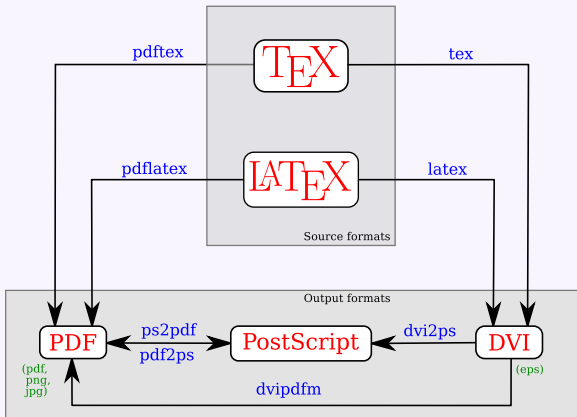 pdftex
TEX
tex
pdflatex
LATEX
latex
Source formats
Output formats
PDF
ps2pdf
pdf2ps
PostScript
dvi2ps
DVI
(pdf,
png,
jpg)
(eps)
dvipdfm